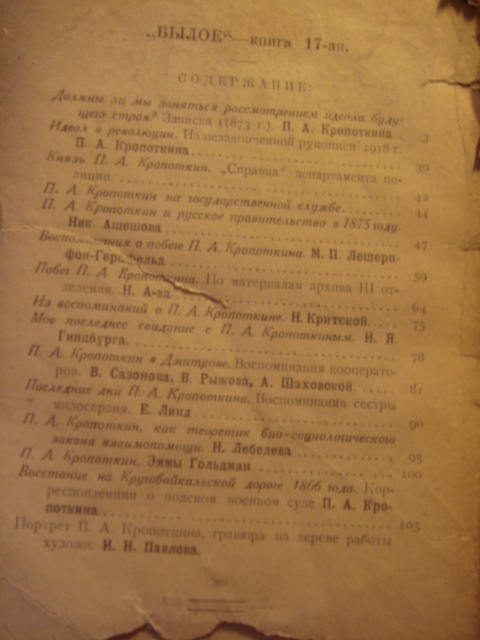 „БЫЛОЕ“—книга 17-ая.
СОДЕРЖАНИЕ:
Должны ли мы заняться рассмотрением идеала буду-
щего строя? Записка (1873 г.). П. А. Кропоткина . . 3
Идеал в революции. Из незаконченной рукописи 1918 г.
П. А. Кропоткина . . . . 39
Князь П. А. Кропоткин. „Справка“ департамента по-
лиции. . . . 42
П. А. Кропоткин на государственной службе . . . . 44
П. А. Кропоткин и русское правительство в 1875 году.
Ник. Ашешова . . . . 47
Воспоминания о побеге П. А. Кропоткина. М. П. Лешерн-
фон-Герцфельд . . . . 59
Побег П. А. Кропоткина. По материалам архива III от-
деления. Н. А-ва . . . . 64
Из воспоминаний о П. А. Кропоткине. Н. Критской. . . . 75
Мое последнее свидание с П. А. Кропоткиным. И. Я.
Гинцбурга. . . . 78
П. А. Кропоткин в Дмитрове. Воспоминания кооперато-
ров. В. Сазонова, В. Рыжова, А. Шаховской. . . . 81
Последние дни П. А. Кропоткина. Воспоминания сестры
милосердия. Е. Линд . . . . 90
П. А. Кропоткин, как теоретик био-социологического
закона взаимопомощи. Н. Лебедева . . . . 95
П. А. Кропоткин. Эммы Гольдман . . . . 100
Восстание на Кругобайкальской дороге 1866 года. Кор-
респонденции о полевом военном суде П. А. Кро-
поткина . . . . 105
Портрет П. А. Кропоткина, гравюра на дереве работы
художн. И. Н. Павлова.